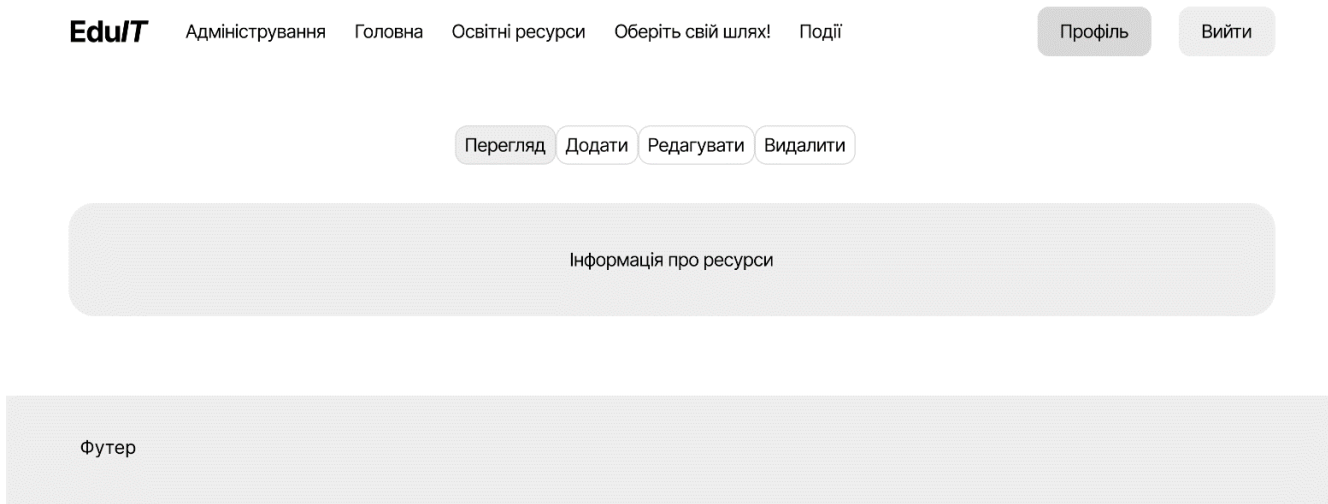 EduIT Адміністрування Головна Освітні ресурси Оберіть свій шлях! Події Профіль Вийти
Перегляд Додати Редагувати Видалити
Інформація про ресурси
Футер